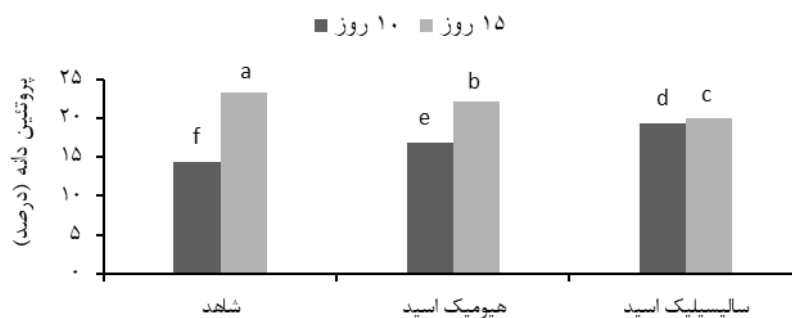 ۱۰ روز ۱۵ روز
پروتئین دانه (درصد)
۲۵
۲۰
۱۵
۱۰
۵
۰
f a e b d c
شاهد هیومیک اسید سالیسیلیک اسید